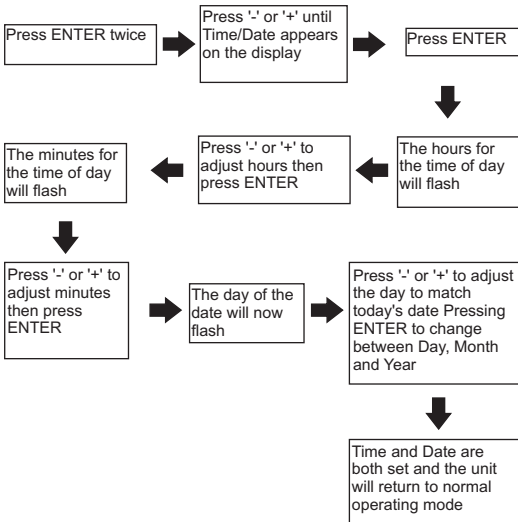 Press ENTER twice
Press '-' or '+' until
Time/Date appears
on the display
Press ENTER
The hours for
the time of day
will flash
Press '-' or '+' to
adjust hours then
press ENTER
The minutes for
the time of day
will flash
Press '-' or '+' to
adjust minutes
then press
ENTER
The day of the
date will now
flash
Press '-' or '+' to adjust
the day to match
today's date Pressing
ENTER to change
between Day, Month
and Year
Time and Date are
both set and the unit
will return to normal
operating mode